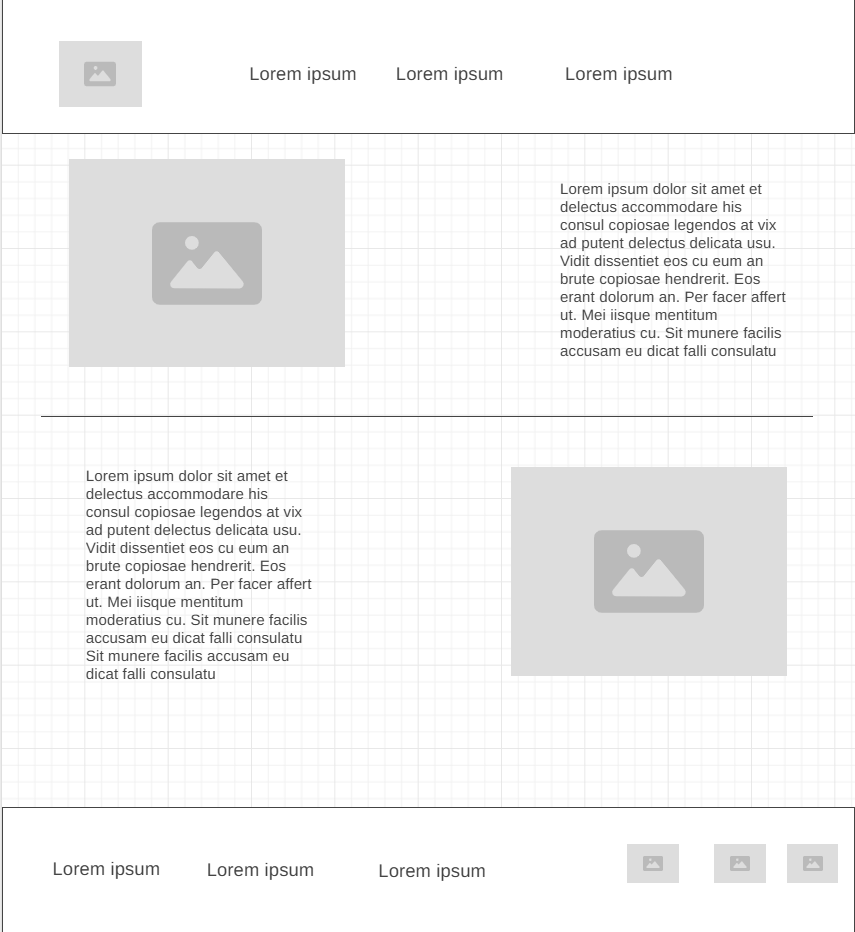 Lorem ipsum
Lorem ipsum
Lorem ipsum
Lorem ipsum dolor sit amet et
delectus accommodare his
consul copiosae legendos at vix
ad putent delectus delicata usu.
Vidit dissentiet eos cu eum an
brute copiosae hendrerit. Eos
erant dolorum an. Per facer affert
ut. Mei iisque mentitum
moderatius cu. Sit munere facilis
accusam eu dicat falli consulatu
Lorem ipsum dolor sit amet et
delectus accommodare his
consul copiosae legendos at vix
ad putent delectus delicata usu.
Vidit dissentiet eos cu eum an
brute copiosae hendrerit. Eos
erant dolorum an. Per facer affert
ut. Mei iisque mentitum
moderatius cu. Sit munere facilis
accusam eu dicat falli consulatu
Sit munere facilis accusam eu
dicat falli consulatu
Lorem ipsum
Lorem ipsum
Lorem ipsum